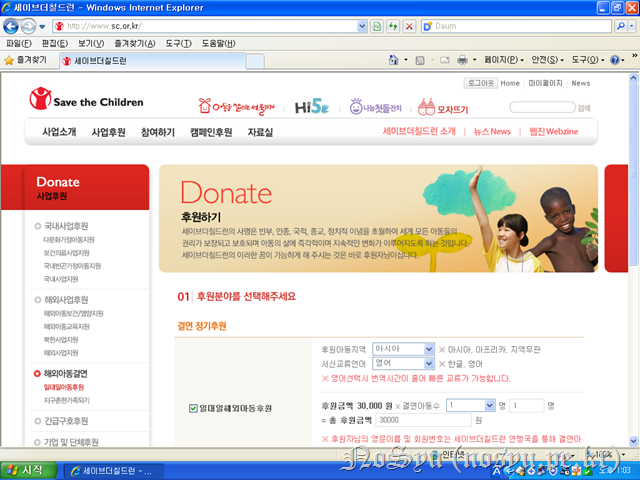 세이브더칠드런 - Windows Internet Explorer
http://www.sc.or.kr/
Daum
파일(F) 편집(E) 보기(V) 즐겨찾기(A) 도구(T) 도움말(H)
즐겨찾기 세이브더칠드런
페이지(P) 안전(S) 도구(O)
로그아웃 Home 마이페이지 News
Save the Children
Hi5 나눔첫돌잔치 모자뜨기 검색
사업소개 사업후원 참여하기 캠페인후원 자료실
세이브더칠드런 소개 뉴스 News 웹진 Webzine
Donate
사업후원
국내사업후원
다문화가정아동지원
보건의료사업지원
국내빈곤가정아동지원
국내사업지원
해외사업후원
해외아동보건/영양지원
해외아동교육지원
북한사업지원
해외사업지원
해외아동결연
일대일아동후원
지구촌한가족되기
긴급구호후원
기업 및 단체후원
Donate
후원하기
세이브더칠드런의 사명은 빈부, 인종, 국적, 종교, 정치적 이념을 초월하여 세계 모든 아동들의
권리가 보장되고 보호되며 아동의 삶에 즉각적이며 지속적인 변화가 이루어지도록 하는 것입니다.
세이브더칠드런의 이러한 꿈이 가능하게 해 주시는 것은 바로 후원자님이십니다.
01 후원분야를 선택해주세요
결연 정기후원
일대일해외아동후원
후원아동지역 아시아 ※ 아시아, 아프리카, 지역무관
서신교류언어 영어 ※ 한글, 영어
※ 영어선택시 번역시간이 줄어 빠른 교류가 가능합니다.
후원금액 30,000 원 × 결연아동수 1 명 1 명
= 총 후원금액 30000 원
※ 후원자님의 영문이름 및 회원번호는 세이브더칠드런 연맹국을 통해 결연아
인터넷 100%
NoSyu (nosyu.pe.kr)
시작 세이브더칠드런 - ... 오후 1:03